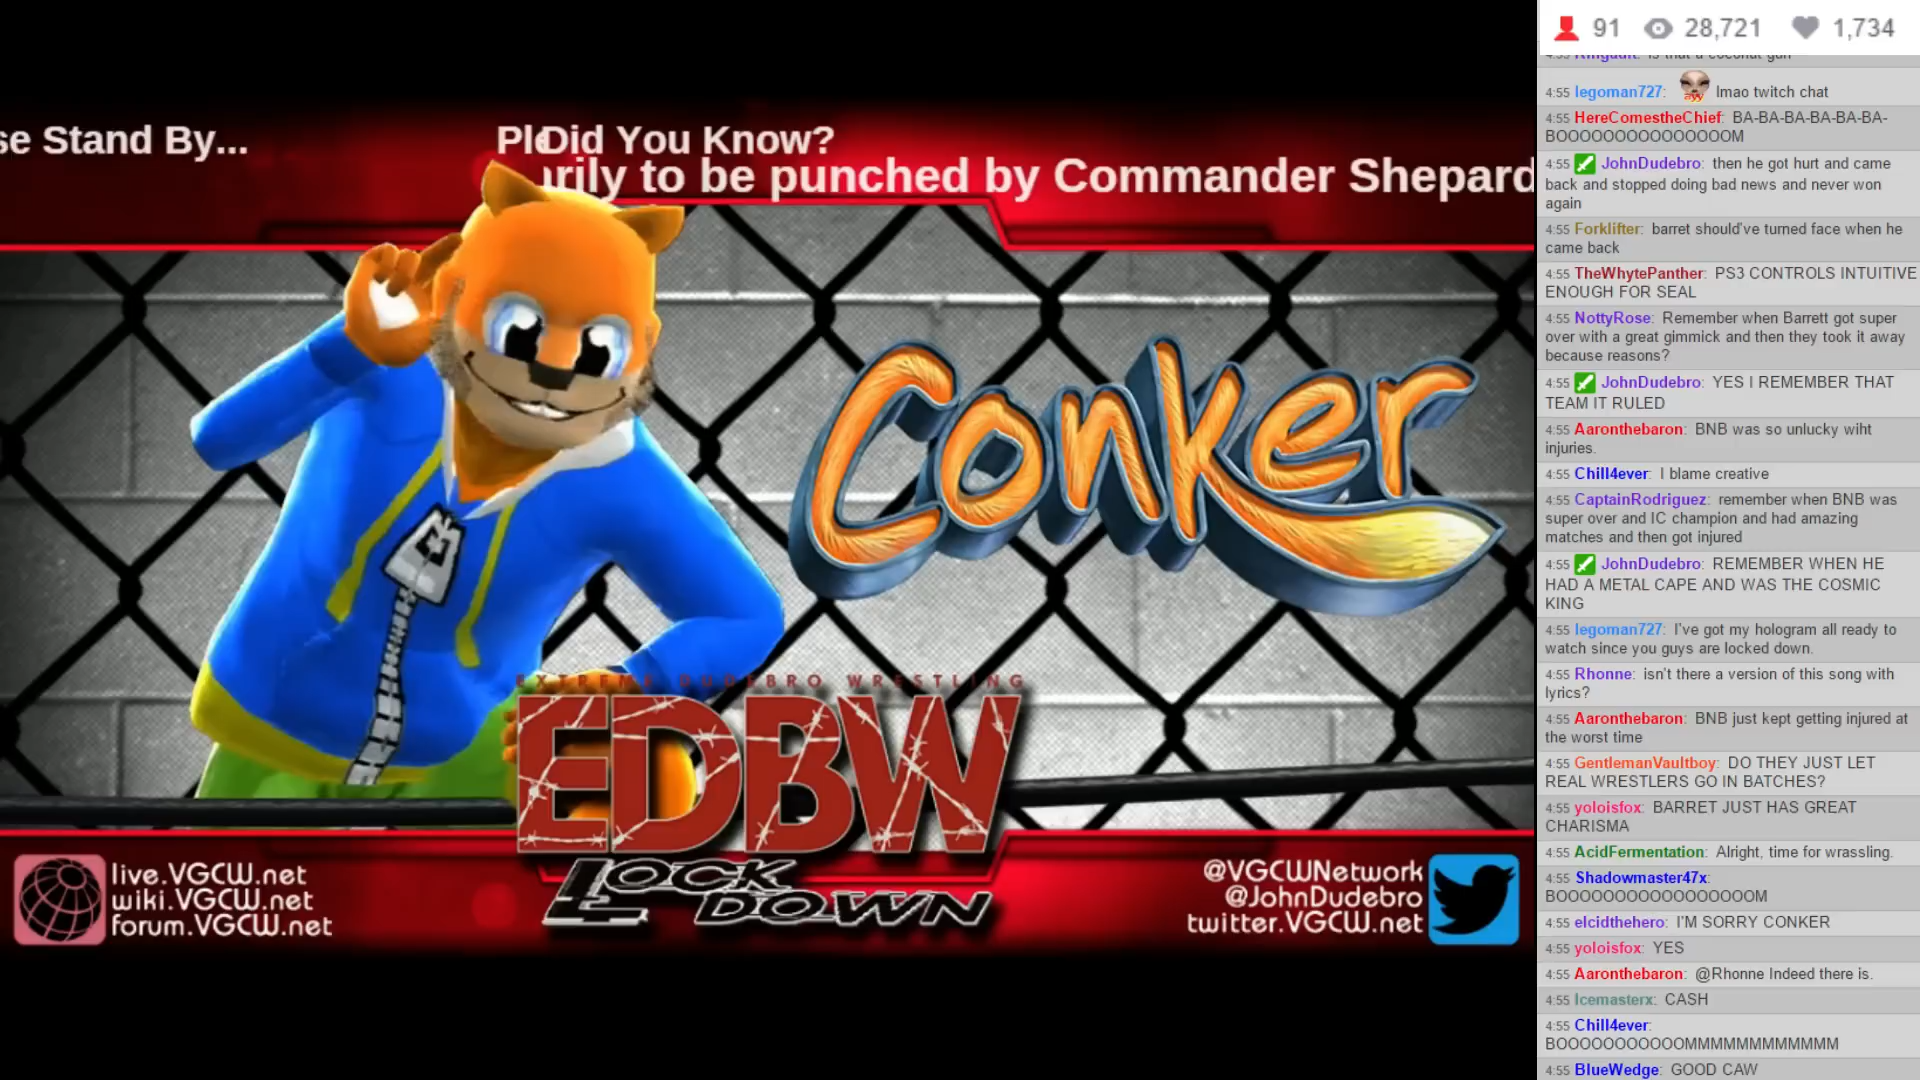 se Stand By...
Ple
Did You Know?
rily to be punched by Commander Shepard
Conker
EXTREME DUDEBRO WRESTLING
EDBW
LOCK
DOWN
live.VGCW.net
wiki.VGCW.net
forum.VGCW.net
@VGCWNetwork
@JohnDudebro
twitter.VGCW.net
91 28,721 1,734
4:55 legoman727: ayy lmao twitch chat
4:55 HereComestheChief: BA-BA-BA-BA-BA-BA-
BOOOOOOOOOOOOOOOM
4:55 JohnDudebro: then he got hurt and came
back and stopped doing bad news and never won
again
4:55 Forklifter: barret should've turned face when he
came back
4:55 TheWhytePanther: PS3 CONTROLS INTUITIVE
ENOUGH FOR SEAL
4:55 NottyRose: Remember when Barrett got super
over with a great gimmick and then they took it away
because reasons?
4:55 JohnDudebro: YES I REMEMBER THAT
TEAM IT RULED
4:55 Aaronthebaron: BNB was so unlucky wiht
injuries.
4:55 Chill4ever: I blame creative
4:55 CaptainRodriguez: remember when BNB was
super over and IC champion and had amazing
matches and then got injured
4:55 JohnDudebro: REMEMBER WHEN HE
HAD A METAL CAPE AND WAS THE COSMIC
KING
4:55 legoman727: I've got my hologram all ready to
watch since you guys are locked down.
4:55 Rhonne: isn't there a version of this song with
lyrics?
4:55 Aaronthebaron: BNB just kept getting injured at
the worst time
4:55 GentlemanVaultboy: DO THEY JUST LET
REAL WRESTLERS GO IN BATCHES?
4:55 yoloisfox: BARRET JUST HAS GREAT
CHARISMA
4:55 AcidFermentation: Alright, time for wrassling.
4:55 Shadowmaster47x:
BOOOOOOOOOOOOOOOOOM
4:55 elcidthehero: I'M SORRY CONKER
4:55 yoloisfox: YES
4:55 Aaronthebaron: @Rhonne Indeed there is.
4:55 Icemasterx: CASH
4:55 Chill4ever:
BOOOOOOOOOOOMMMMMMMMMMMM
4:55 BlueWedge: GOOD CAW